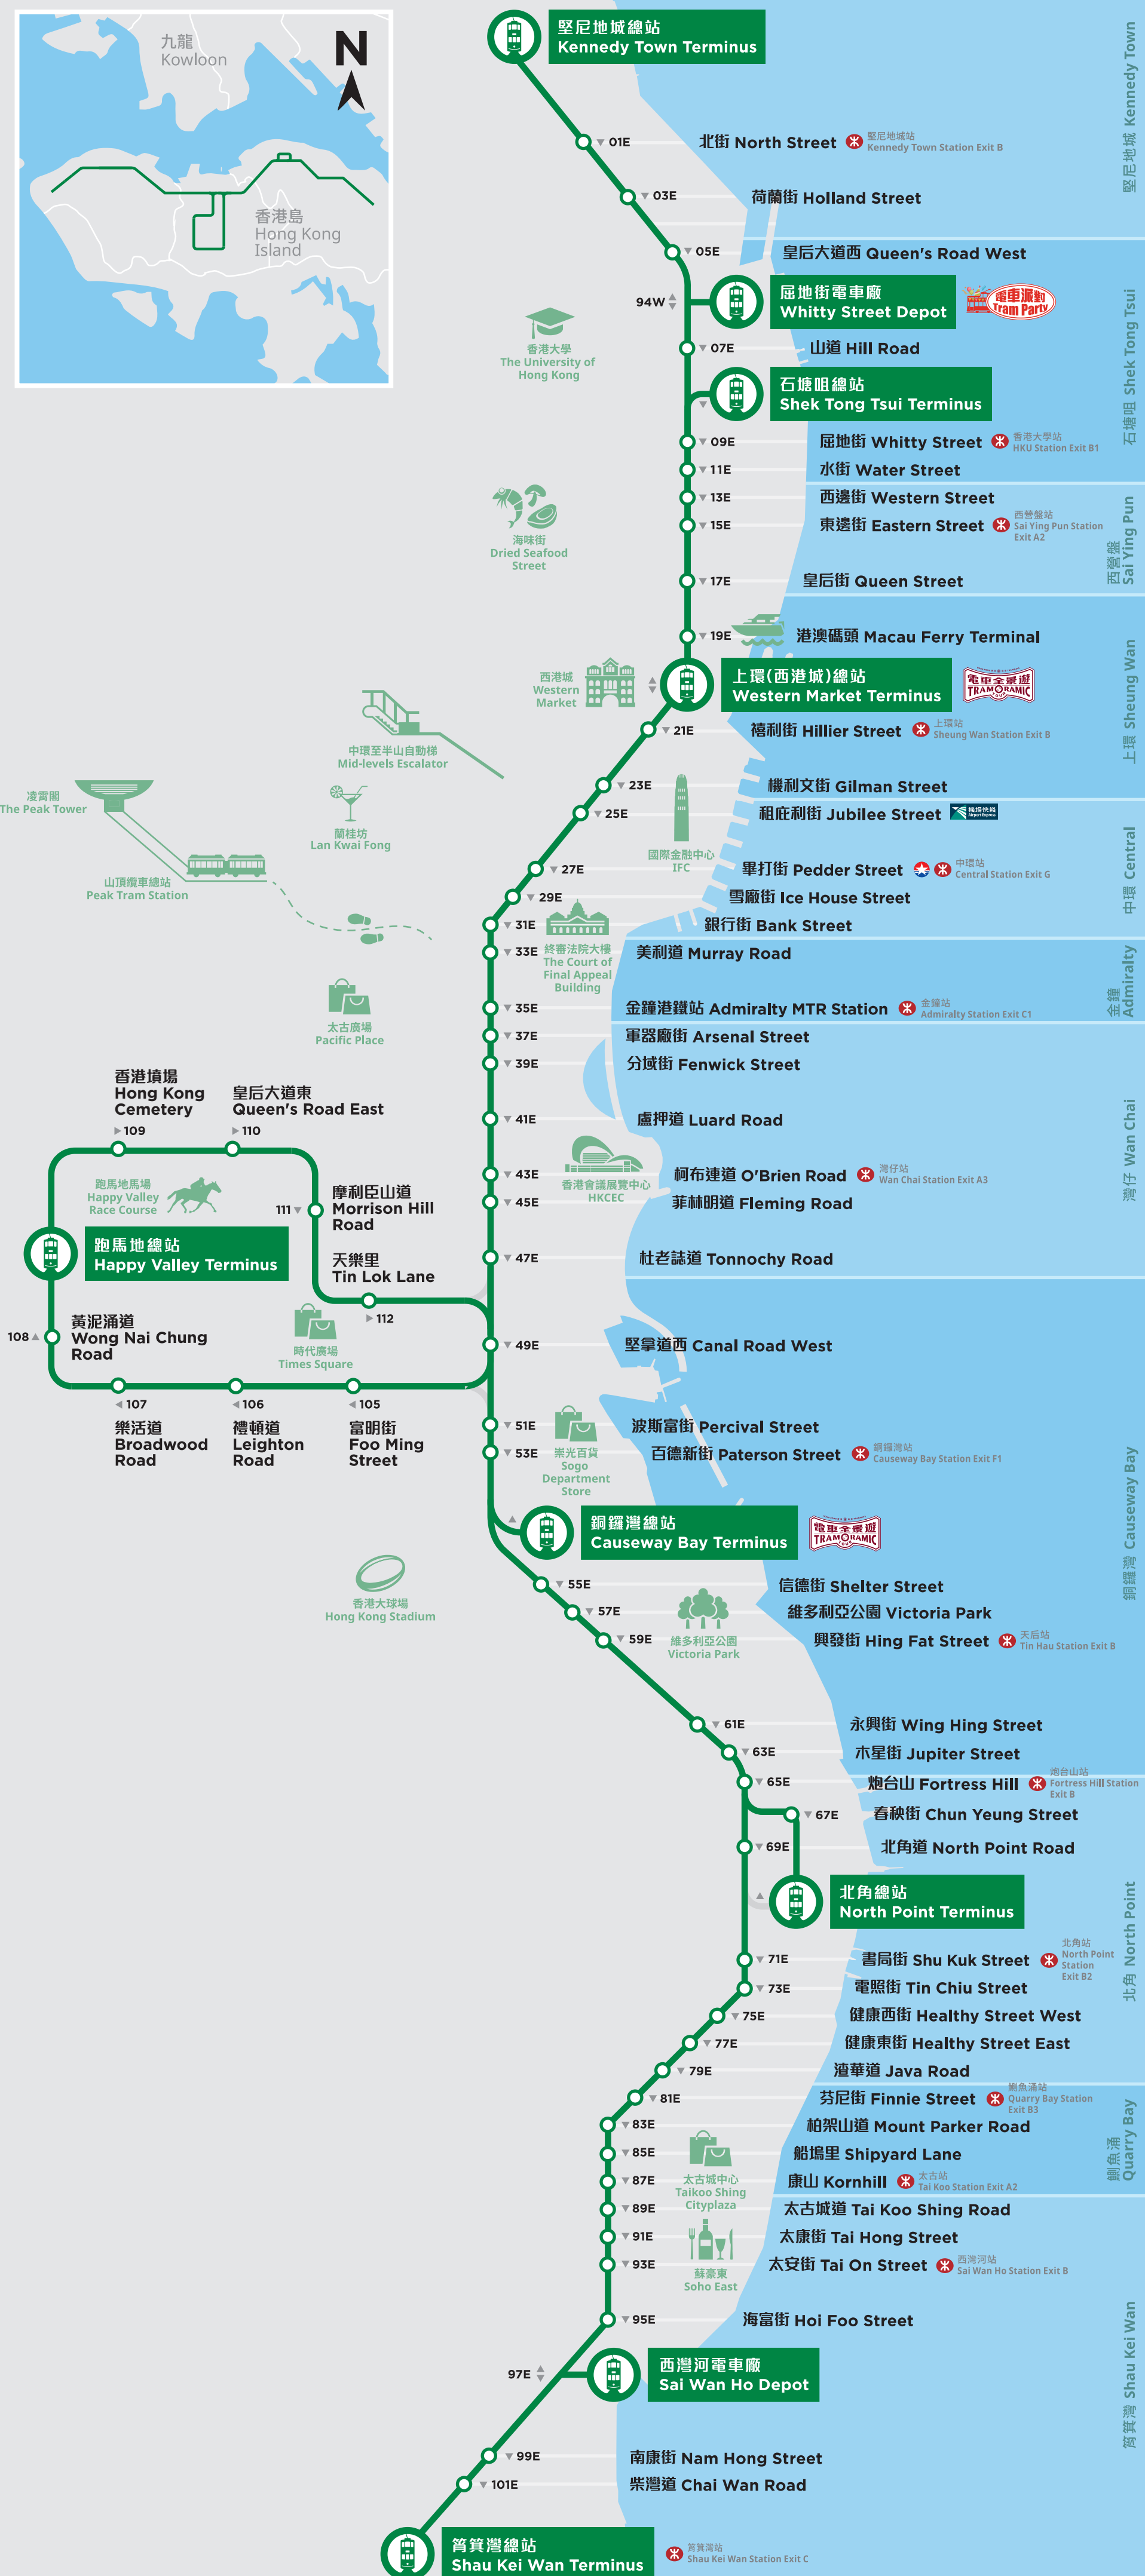 九龍
Kowloon
N
香港島
Hong Kong
Island
堅尼地城總站
Kennedy Town Terminus
堅尼地城 Kennedy Town
01E
北街 North Street
堅尼地城站
Kennedy Town Station Exit B
03E
荷蘭街 Holland Street
05E
皇后大道西 Queen's Road West
94W
屈地街電車廠
Whitty Street Depot
電車派對
Tram Party
石塘咀 Shek Tong Tsui
香港大學
The University of
Hong Kong
07E
山道 Hill Road
石塘咀總站
Shek Tong Tsui Terminus
09E
屈地街 Whitty Street
香港大學站
HKU Station Exit B1
11E
水街 Water Street
13E
西邊街 Western Street
15E
東邊街 Eastern Street
西營盤站
Sai Ying Pun Station
Exit A2
西營盤
Sai Ying Pun
海味街
Dried Seafood
Street
17E
皇后街 Queen Street
19E
港澳碼頭 Macau Ferry Terminal
西港城
Western
Market
上環(西港城)總站
Western Market Terminus
電車全景遊
TRAMORAMIC
上環 Sheung Wan
21E
禧利街 Hillier Street
上環站
Sheung Wan Station Exit B
中環至半山自動梯
Mid-levels Escalator
23E
機利文街 Gilman Street
凌霄閣
The Peak Tower
蘭桂坊
Lan Kwai Fong
25E
祖庇利街 Jubilee Street
機場快綫
Airport Express
國際金融中心
IFC
27E
畢打街 Pedder Street
中環站
Central Station Exit G
中環 Central
山頂纜車總站
Peak Tram Station
29E
雪廠街 Ice House Street
31E
銀行街 Bank Street
33E
終審法院大樓
The Court of
Final Appeal
Building
美利道 Murray Road
金鐘
Admiralty
35E
金鐘港鐵站 Admiralty MTR Station
金鐘站
Admiralty Station Exit C1
太古廣場
Pacific Place
37E
軍器廠街 Arsenal Street
39E
分域街 Fenwick Street
41E
盧押道 Luard Road
灣仔 Wan Chai
香港墳場
Hong Kong
Cemetery
109
皇后大道東
Queen's Road East
110
43E
香港會議展覽中心
HKCEC
柯布連道 O'Brien Road
灣仔站
Wan Chai Station Exit A3
跑馬地馬場
Happy Valley
Race Course
111
摩利臣山道
Morrison Hill
Road
45E
菲林明道 Fleming Road
跑馬地總站
Happy Valley Terminus
天樂里
Tin Lok Lane
112
47E
杜老誌道 Tonnochy Road
108
黃泥涌道
Wong Nai Chung
Road
時代廣場
Times Square
49E
堅拿道西 Canal Road West
107
樂活道
Broadwood
Road
106
禮頓道
Leighton
Road
105
富明街
Foo Ming
Street
51E
波斯富街 Percival Street
53E
崇光百貨
Sogo
Department
Store
百德新街 Paterson Street
銅鑼灣站
Causeway Bay Station Exit F1
銅鑼灣 Causeway Bay
銅鑼灣總站
Causeway Bay Terminus
電車全景遊
TRAMORAMIC
香港大球場
Hong Kong Stadium
55E
信德街 Shelter Street
57E
維多利亞公園 Victoria Park
59E
維多利亞公園
Victoria Park
興發街 Hing Fat Street
天后站
Tin Hau Station Exit B
61E
永興街 Wing Hing Street
63E
木星街 Jupiter Street
65E
炮台山 Fortress Hill
炮台山站
Fortress Hill Station
Exit B
67E
春秧街 Chun Yeung Street
69E
北角道 North Point Road
北角總站
North Point Terminus
北角 North Point
71E
書局街 Shu Kuk Street
北角站
North Point
Station
Exit B2
73E
電照街 Tin Chiu Street
75E
健康西街 Healthy Street West
77E
健康東街 Healthy Street East
79E
渣華道 Java Road
81E
芬尼街 Finnie Street
鰂魚涌站
Quarry Bay Station
Exit B3
鰂魚涌
Quarry Bay
83E
柏架山道 Mount Parker Road
85E
船塢里 Shipyard Lane
太古城中心
Taikoo Shing
Cityplaza
87E
康山 Kornhill
太古站
Tai Koo Station Exit A2
89E
太古城道 Tai Koo Shing Road
91E
太康街 Tai Hong Street
93E
蘇豪東
Soho East
太安街 Tai On Street
西灣河站
Sai Wan Ho Station Exit B
95E
海富街 Hoi Foo Street
筲箕灣 Shau Kei Wan
97E
西灣河電車廠
Sai Wan Ho Depot
99E
南康街 Nam Hong Street
101E
柴灣道 Chai Wan Road
筲箕灣總站
Shau Kei Wan Terminus
筲箕灣站
Shau Kei Wan Station Exit C